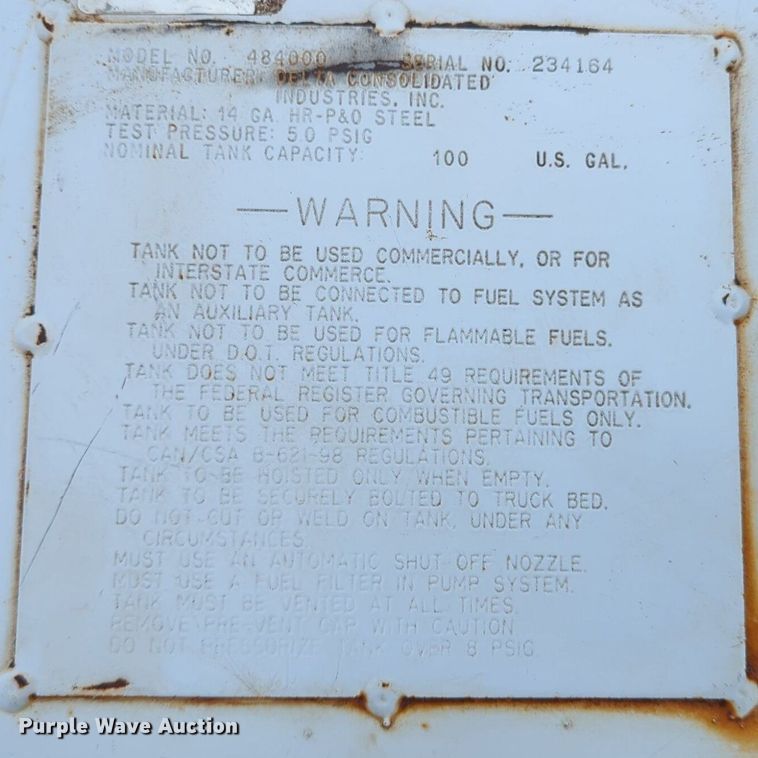 MODEL NO. 484000 SERIAL NO. 234164
MANUFACTURER: DELTA CONSOLIDATED
INDUSTRIES, INC.
MATERIAL: 14 GA. HR-P&O STEEL
TEST PRESSURE: 5.0 PSIG
NOMINAL TANK CAPACITY: 100 U.S. GAL.
—WARNING—
TANK NOT TO BE USED COMMERCIALLY, OR FOR
INTERSTATE COMMERCE.
TANK NOT TO BE CONNECTED TO FUEL SYSTEM AS
AN AUXILIARY TANK.
TANK NOT TO BE USED FOR FLAMMABLE FUELS.
UNDER D.O.T. REGULATIONS.
TANK DOES NOT MEET TITLE 49 REQUIREMENTS OF
THE FEDERAL REGISTER GOVERNING TRANSPORTATION.
TANK TO BE USED FOR COMBUSTIBLE FUELS ONLY.
TANK MEETS THE REQUIREMENTS PERTAINING TO
CAN/CSA B-621-98 REGULATIONS.
TANK TO BE HOISTED ONLY WHEN EMPTY.
TANK TO BE SECURELY BOLTED TO TRUCK BED.
DO NOT CUT OR WELD ON TANK, UNDER ANY
CIRCUMSTANCES.
MUST USE AN AUTOMATIC SHUT-OFF NOZZLE.
MUST USE A FUEL FILTER IN PUMP SYSTEM.
TANK MUST BE VENTED AT ALL TIMES.
REMOVE PRE-VENT CAP WITH CAUTION
DO NOT PRESSURIZE TANK OVER 8 PSIG
Purple Wave Auction